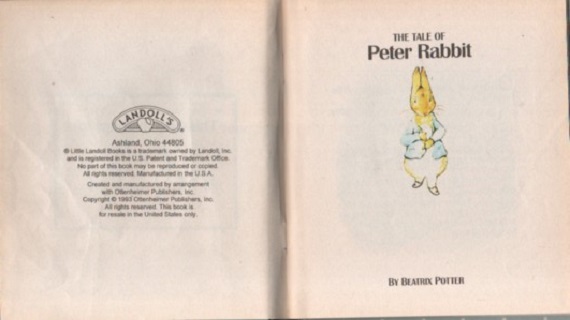 LANDOLL'S®
Ashland, Ohio 44805
® Little Landoll Books is a trademark owned by Landoll, Inc.
and is registered in the U.S. Patent and Trademark Office.
No part of this book may be reproduced or copied.
All rights reserved. Manufactured in the U.S.A.
Created and manufactured by arrangement
with Ottenheimer Publishers, Inc.
Copyright © 1993 Ottenheimer Publishers, Inc.
All rights reserved. This book is
for resale in the United States only.
THE TALE OF
Peter Rabbit
BY BEATRIX POTTER